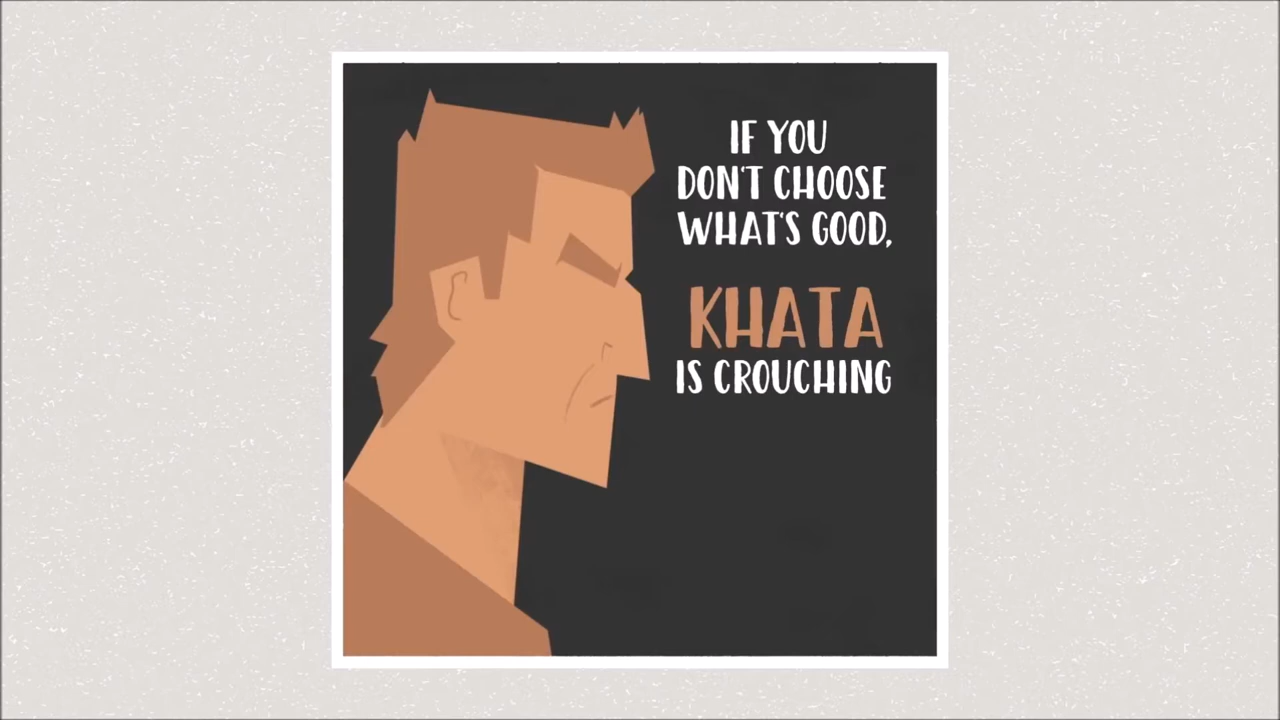 IF YOU
DON'T CHOOSE
WHAT'S GOOD,
KHATA
IS CROUCHING